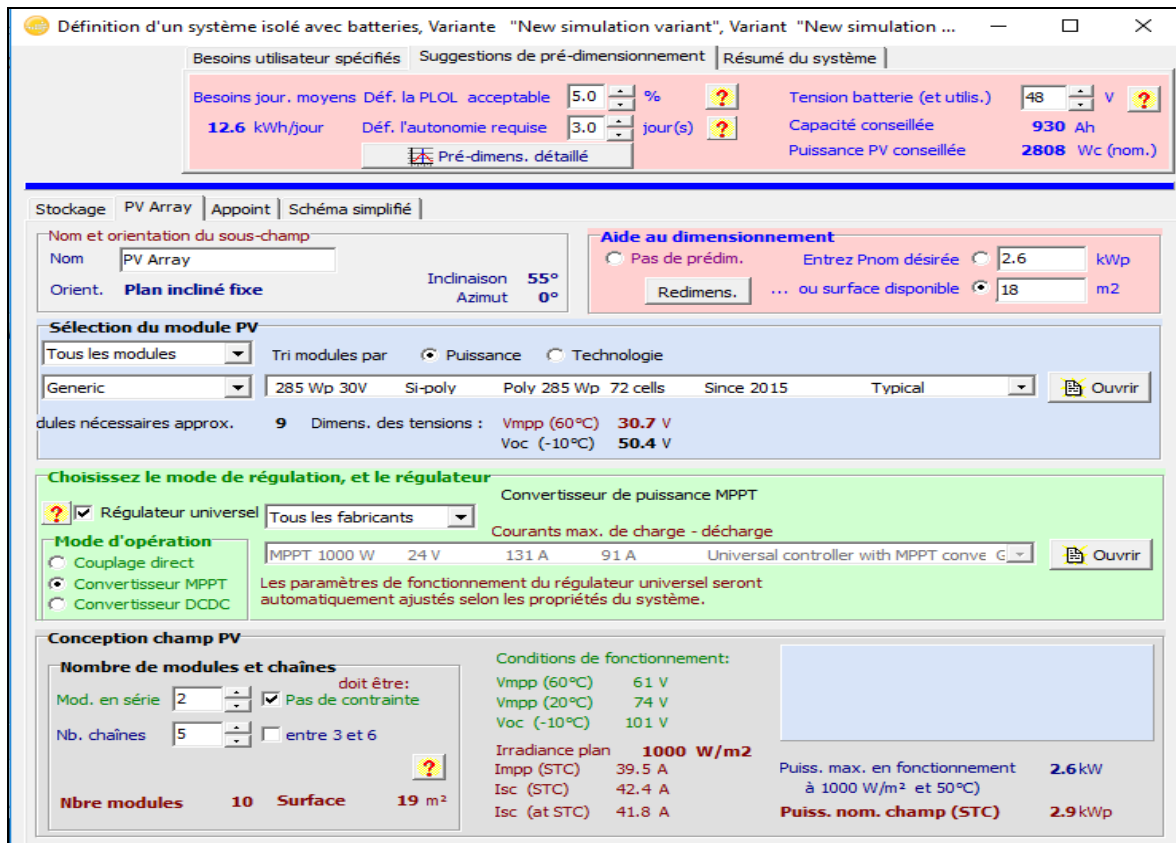 Définition d'un système isolé avec batteries, Variante "New simulation variant", Variant "New simulation ...
Besoins utilisateur spécifiés Suggestions de pré-dimensionnement Résumé du système
Besoins jour. moyens Déf. la PLOL acceptable 5.0 % ? Tension batterie (et utilis.) 48 V ?
12.6 kWh/jour Déf. l'autonomie requise 3.0 jour(s) ? Capacité conseillée 930 Ah
Pré-dimens. détaillé Puissance PV conseillée 2808 Wc (nom.)
Stockage PV Array Appoint Schéma simplifié
Nom et orientation du sous-champ
Nom PV Array
Orient. Plan incliné fixe
Inclinaison 55°
Azimut 0°
Aide au dimensionnement
Pas de prédim. Entrez Pnom désirée 2.6 kWp
Redimens. ... ou surface disponible 18 m2
Sélection du module PV
Tous les modules Tri modules par Puissance Technologie
Generic 285 Wp 30V Si-poly Poly 285 Wp 72 cells Since 2015 Typical Ouvrir
dules nécessaires approx. 9 Dimens. des tensions : Vmpp (60°C) 30.7 V
Voc (-10°C) 50.4 V
Choisissez le mode de régulation, et le régulateur
Convertisseur de puissance MPPT
? Régulateur universel Tous les fabricants
Courants max. de charge - décharge
Mode d'opération
MPPT 1000 W 24 V 131 A 91 A Universal controller with MPPT conve G Ouvrir
Couplage direct
Convertisseur MPPT
Convertisseur DCDC
Les paramètres de fonctionnement du régulateur universel seront
automatiquement ajustés selon les propriétés du système.
Conception champ PV
Nombre de modules et chaînes
doit être:
Mod. en série 2 Pas de contrainte
Nb. chaînes 5 entre 3 et 6
?
Nbre modules 10 Surface 19 m²
Conditions de fonctionnement:
Vmpp (60°C) 61 V
Vmpp (20°C) 74 V
Voc (-10°C) 101 V
Irradiance plan 1000 W/m2
Impp (STC) 39.5 A
Isc (STC) 42.4 A
Isc (at STC) 41.8 A
Puiss. max. en fonctionnement 2.6 kW
à 1000 W/m² et 50°C)
Puiss. nom. champ (STC) 2.9 kWp